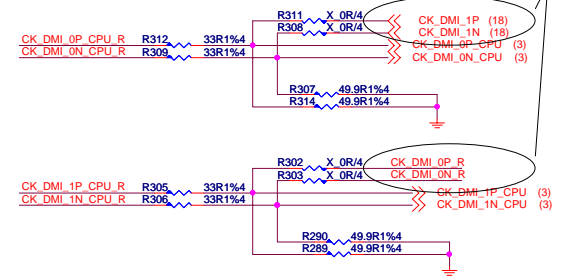 R311 X_0R/4 CK_DMI_1P (18)
R308 X_0R/4 CK_DMI_1N (18)
CK_DMI_0P_CPU_R R312 33R1%4 CK_DMI_0P_CPU (3)
CK_DMI_0N_CPU_R R309 33R1%4 CK_DMI_0N_CPU (3)
R307 49.9R1%4
R314 49.9R1%4
R302 X_0R/4 CK_DMI_0P_R
R303 X_0R/4 CK_DMI_0N_R
CK_DMI_1P_CPU_R R305 33R1%4 CK_DMI_1P_CPU (3)
CK_DMI_1N_CPU_R R306 33R1%4 CK_DMI_1N_CPU (3)
R290 49.9R1%4
R289 49.9R1%4